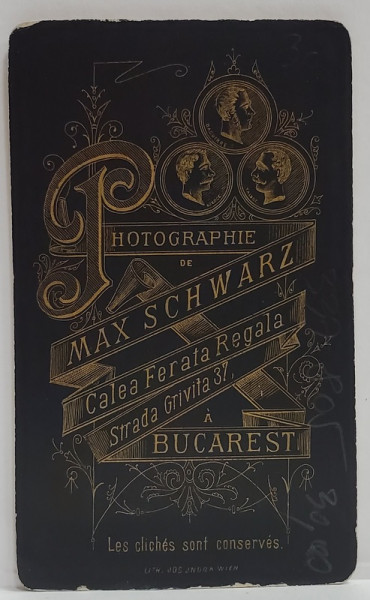 PHOTOGRAPHIE
DE
MAX SCHWARZ
Calea Ferata Regala
Strada Grivita 37,
À
BUCAREST
Les clichés sont conservés.